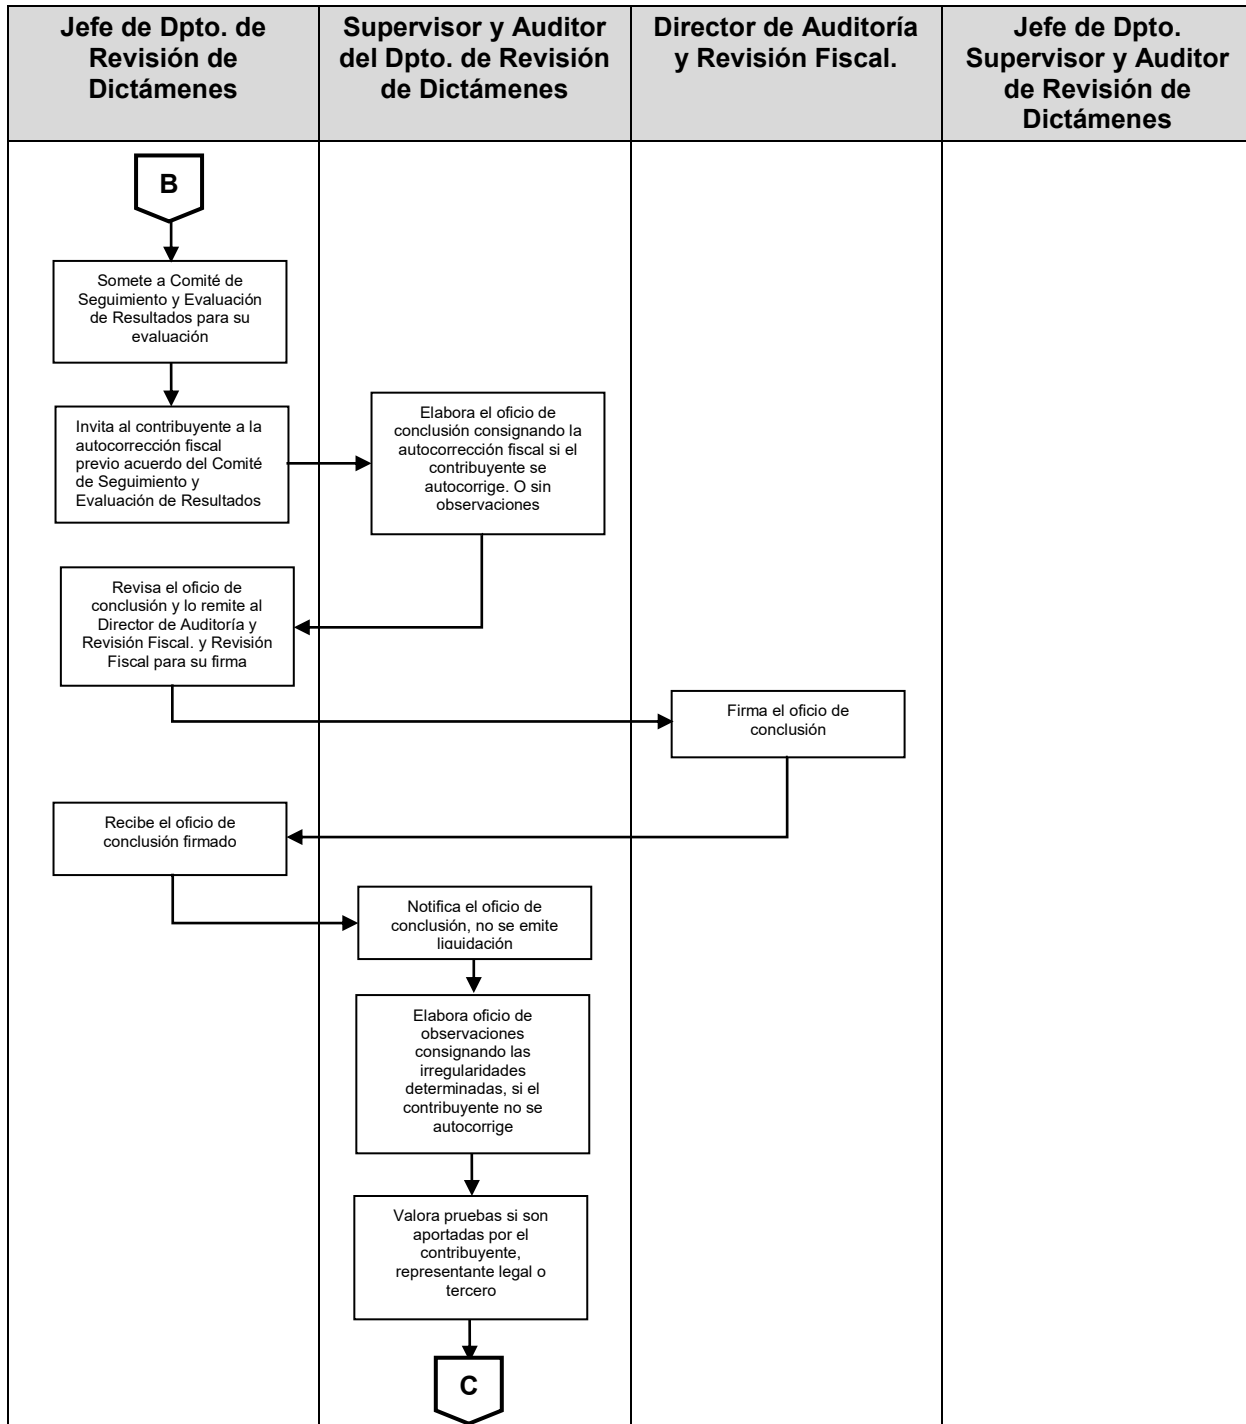 Jefe de Dpto. de
Revisión de
Dictámenes
Supervisor y Auditor
del Dpto. de Revisión
de Dictámenes
Director de Auditoría
y Revisión Fiscal.
Jefe de Dpto.
Supervisor y Auditor
de Revisión de
Dictámenes
B
Somete a Comité de
Seguimiento y Evaluación
de Resultados para su
evaluación
Invita al contribuyente a la
autocorrección fiscal
previo acuerdo del Comité
de Seguimiento y
Evaluación de Resultados
Elabora el oficio de
conclusión consignando la
autocorrección fiscal si el
contribuyente se
autocorrige. O sin
observaciones
Revisa el oficio de
conclusión y lo remite al
Director de Auditoría y
Revisión Fiscal. y Revisión
Fiscal para su firma
Firma el oficio de
conclusión
Recibe el oficio de
conclusión firmado
Notifica el oficio de
conclusión, no se emite
liquidación
Elabora oficio de
observaciones
consignando las
irregularidades
determinadas, si el
contribuyente no se
autocorrige
Valora pruebas si son
aportadas por el
contribuyente,
representante legal o
tercero
C